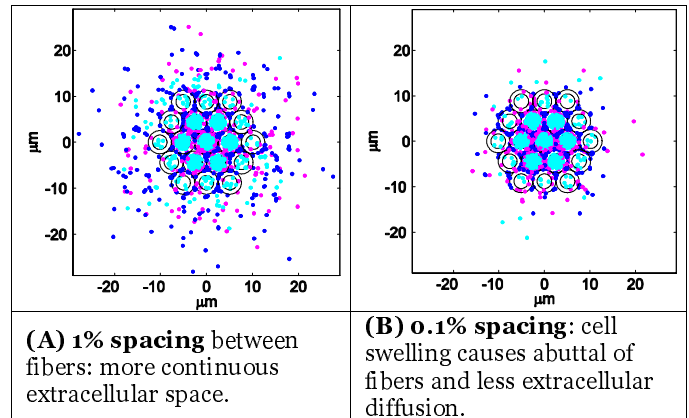 20
10
0
-10
-20
μm
-20 -10 0 10 20
μm
20
10
0
-10
-20
μm
-20 -10 0 10 20
μm
(A) 1% spacing between
fibers: more continuous
extracellular space.
(B) 0.1% spacing: cell
swelling causes abuttal of
fibers and less extracellular
diffusion.